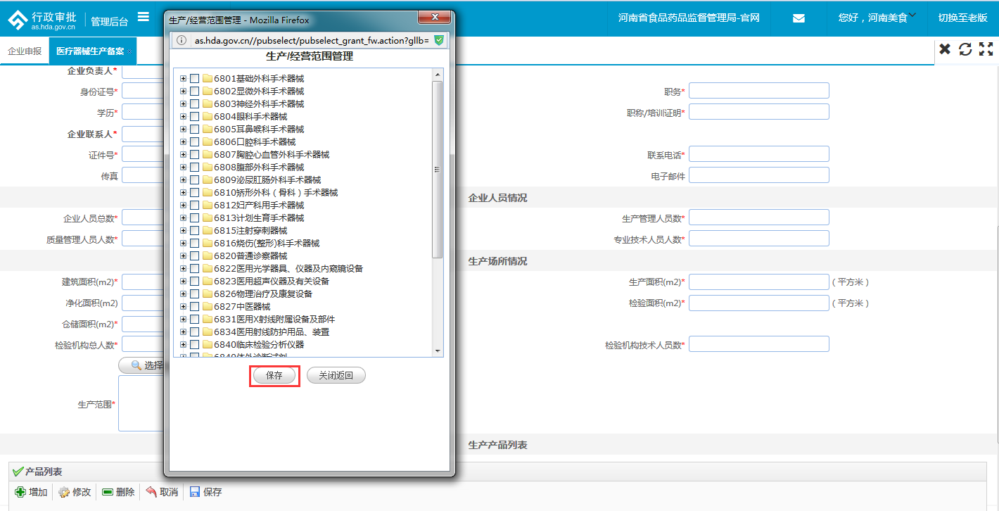 行政审批
as.hda.gov.cn
管理后台
河南省食品药品监督管理局-官网
您好，河南美食
切换至老版
企业申报
医疗器械生产备案
生产/经营范围管理 - Mozilla Firefox
as.hda.gov.cn//pubselect/pubselect_grant_fw.action?gllb=
生产/经营范围管理
6801基础外科手术器械
6802显微外科手术器械
6803神经外科手术器械
6804眼科手术器械
6805耳鼻喉科手术器械
6806口腔科手术器械
6807胸腔心血管外科手术器械
6808腹部外科手术器械
6809泌尿肛肠外科手术器械
6810矫形外科（骨科）手术器械
6812妇产科用手术器械
6813计划生育手术器械
6815注射穿刺器械
6816烧伤(整形)科手术器械
6820普通诊察器械
6822医用光学器具、仪器及内窥镜设备
6823医用超声仪器及有关设备
6826物理治疗及康复设备
6827中医器械
6831医用X射线附属设备及部件
6834医用射线防护用品、装置
6840临床检验分析仪器
6840体外诊断试剂
保存
关闭返回
企业负责人*
身份证号*
职务*
学历*
职称/培训证明*
企业联系人*
证件号*
联系电话*
传真
电子邮件
企业人员情况
企业人员总数*
生产管理人员数*
质量管理人员人数*
专业技术人员人数*
生产场所情况
建筑面积(m2)*
生产面积(m2)*
（平方米）
净化面积(m2)
检验面积(m2)*
（平方米）
仓储面积(m2)*
检验机构总人数*
检验机构技术人员数*
选择
生产范围*
生产产品列表
产品列表
增加
修改
删除
取消
保存